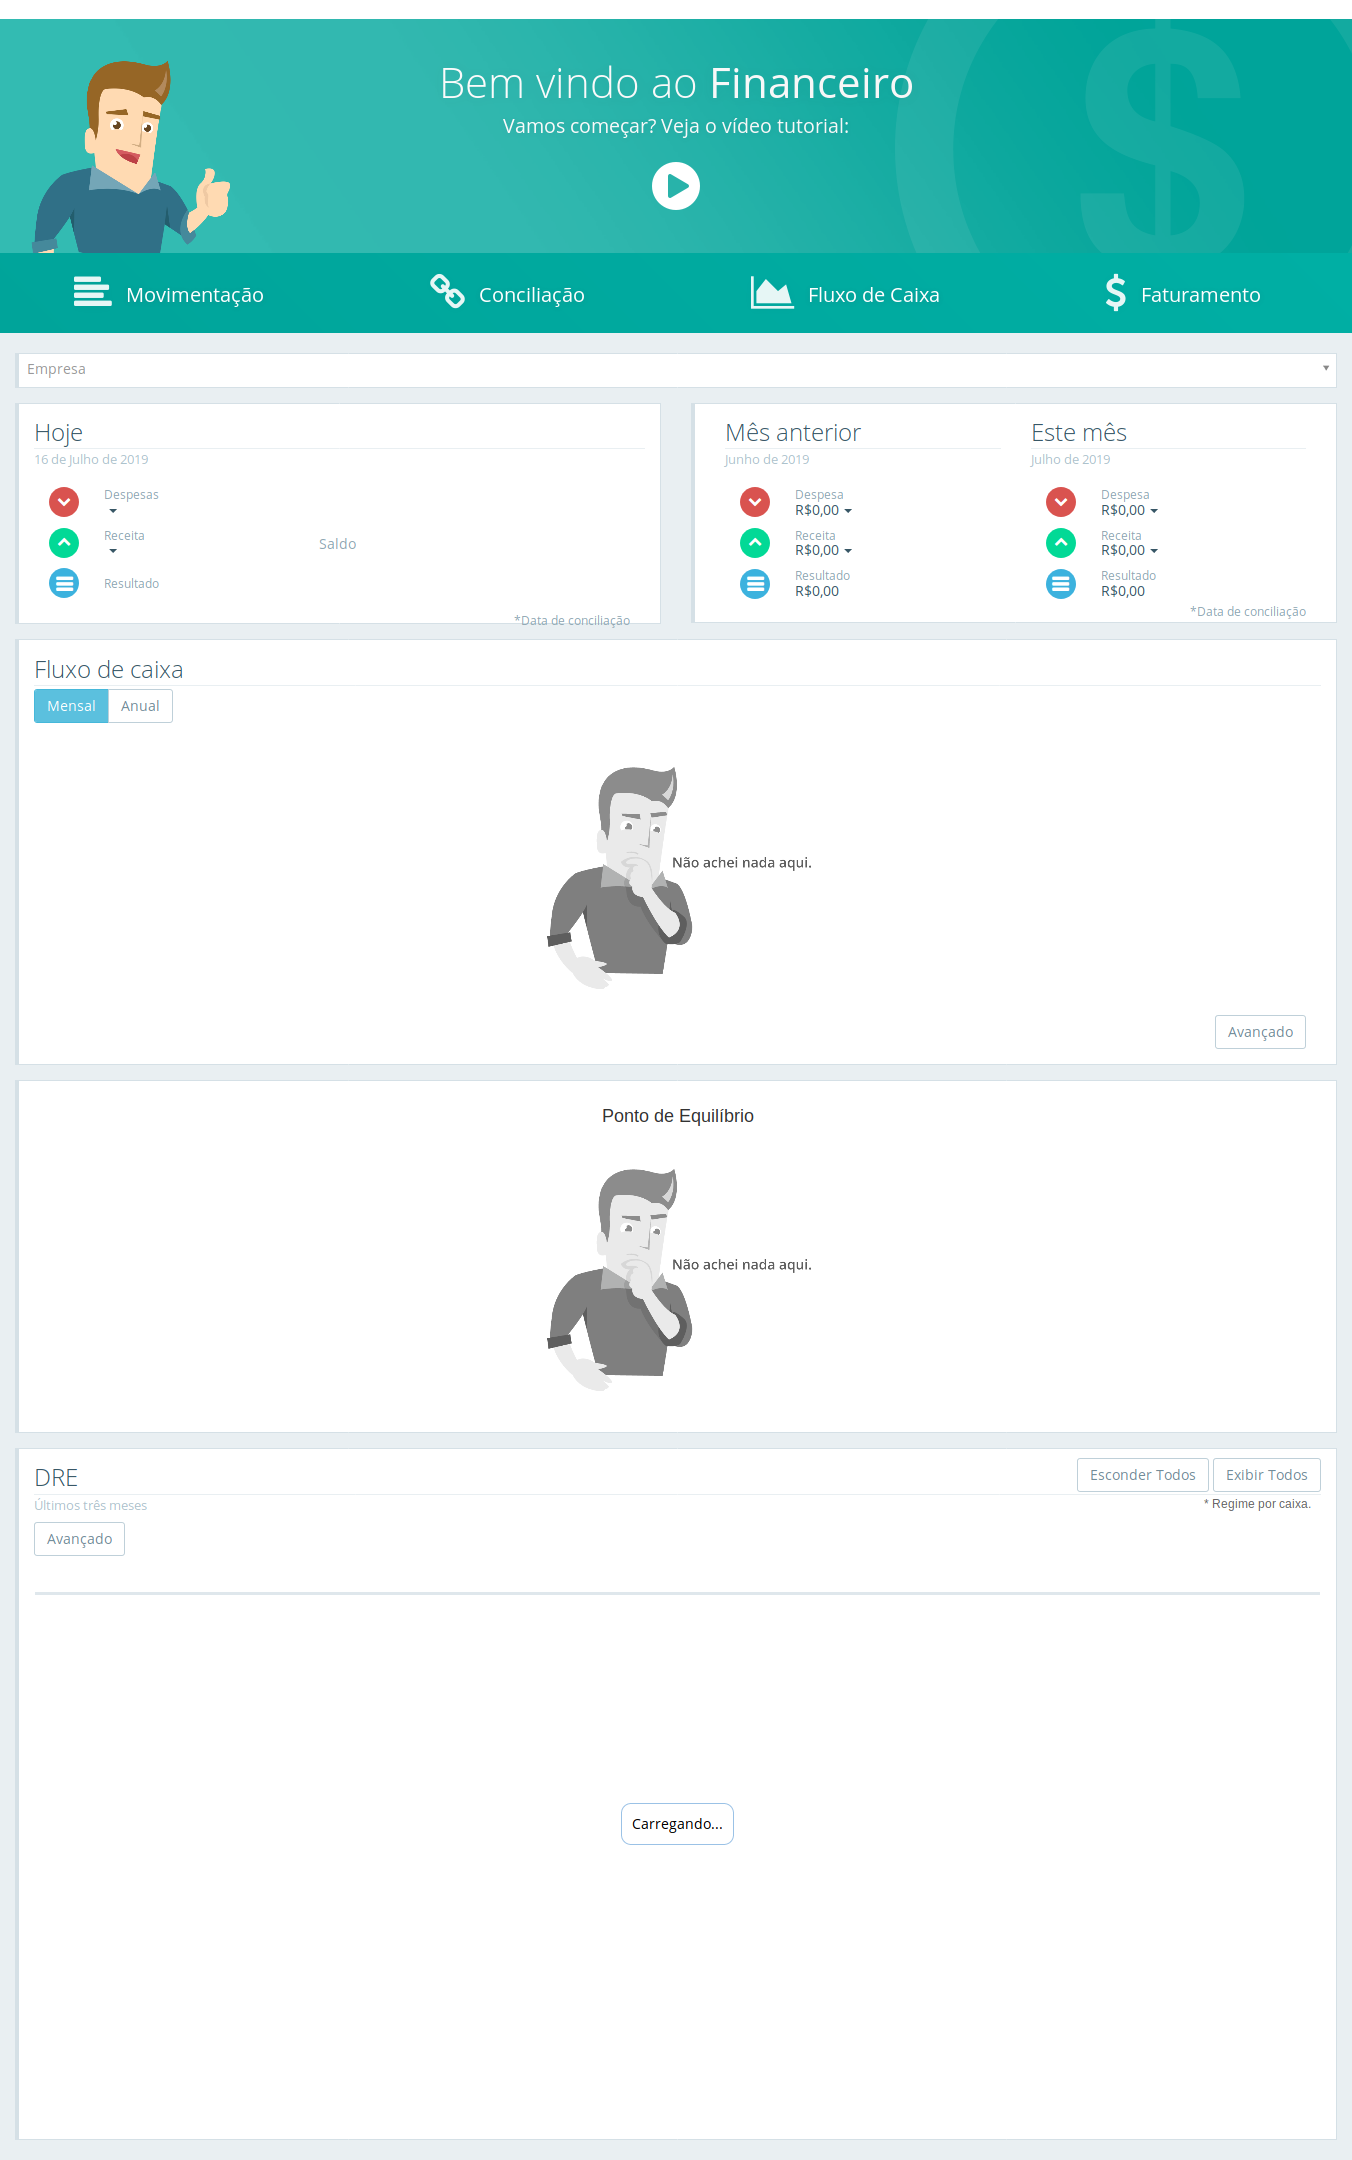 Bem vindo ao Financeiro
Vamos começar? Veja o vídeo tutorial:
Movimentação
Conciliação
Fluxo de Caixa
Faturamento
Empresa
Hoje
16 de Julho de 2019
Despesas
Receita
Saldo
Resultado
*Data de conciliação
Mês anterior
Junho de 2019
Despesa
R$0,00
Receita
R$0,00
Resultado
R$0,00
Este mês
Julho de 2019
Despesa
R$0,00
Receita
R$0,00
Resultado
R$0,00
*Data de conciliação
Fluxo de caixa
Mensal Anual
Não achei nada aqui.
Avançado
Ponto de Equilíbrio
Não achei nada aqui.
DRE
Esconder Todos Exibir Todos
Últimos três meses
* Regime por caixa.
Avançado
Carregando...